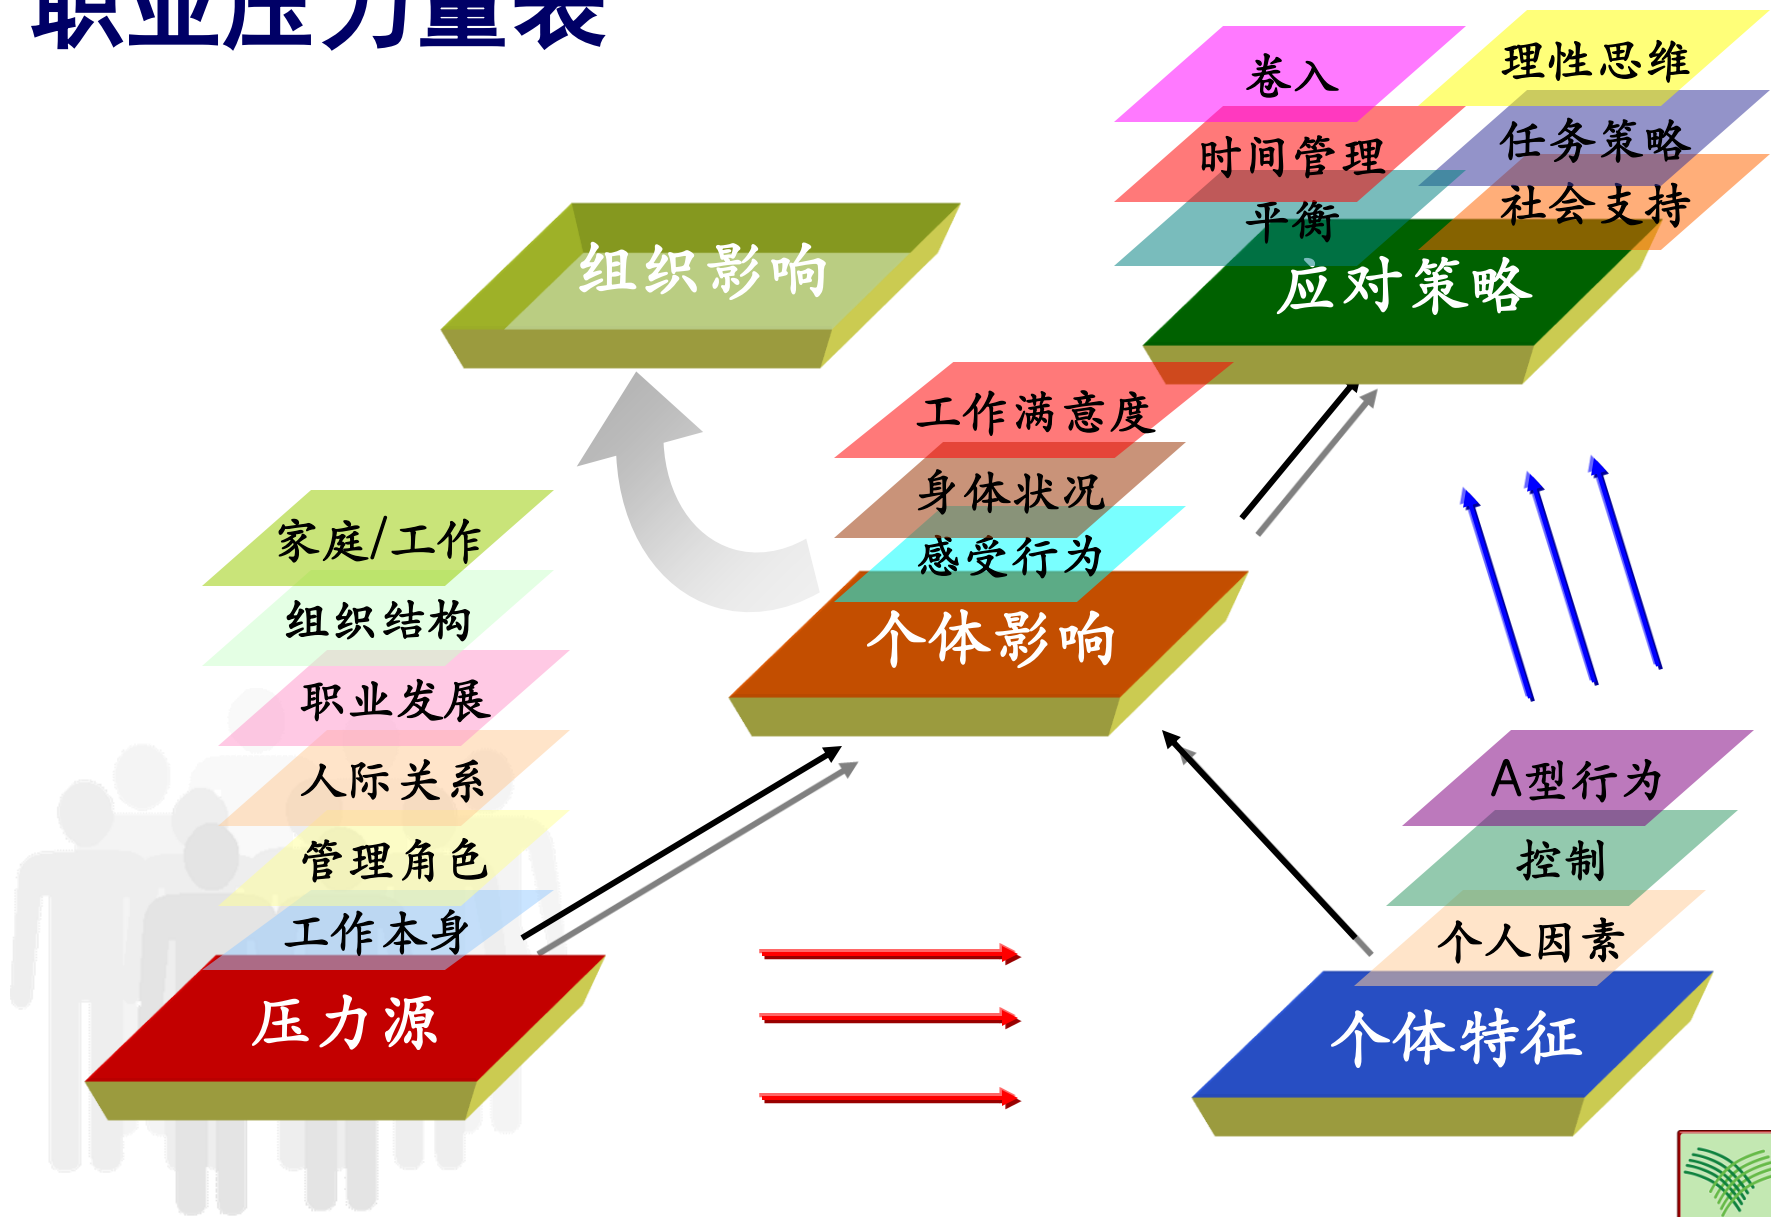 职业压力量表
卷入
时间管理
平衡
理性思维
任务策略
社会支持
应对策略
组织影响
工作满意度
身体状况
感受行为
个体影响
家庭/工作
组织结构
职业发展
人际关系
管理角色
工作本身
压力源
A型行为
控制
个人因素
个体特征